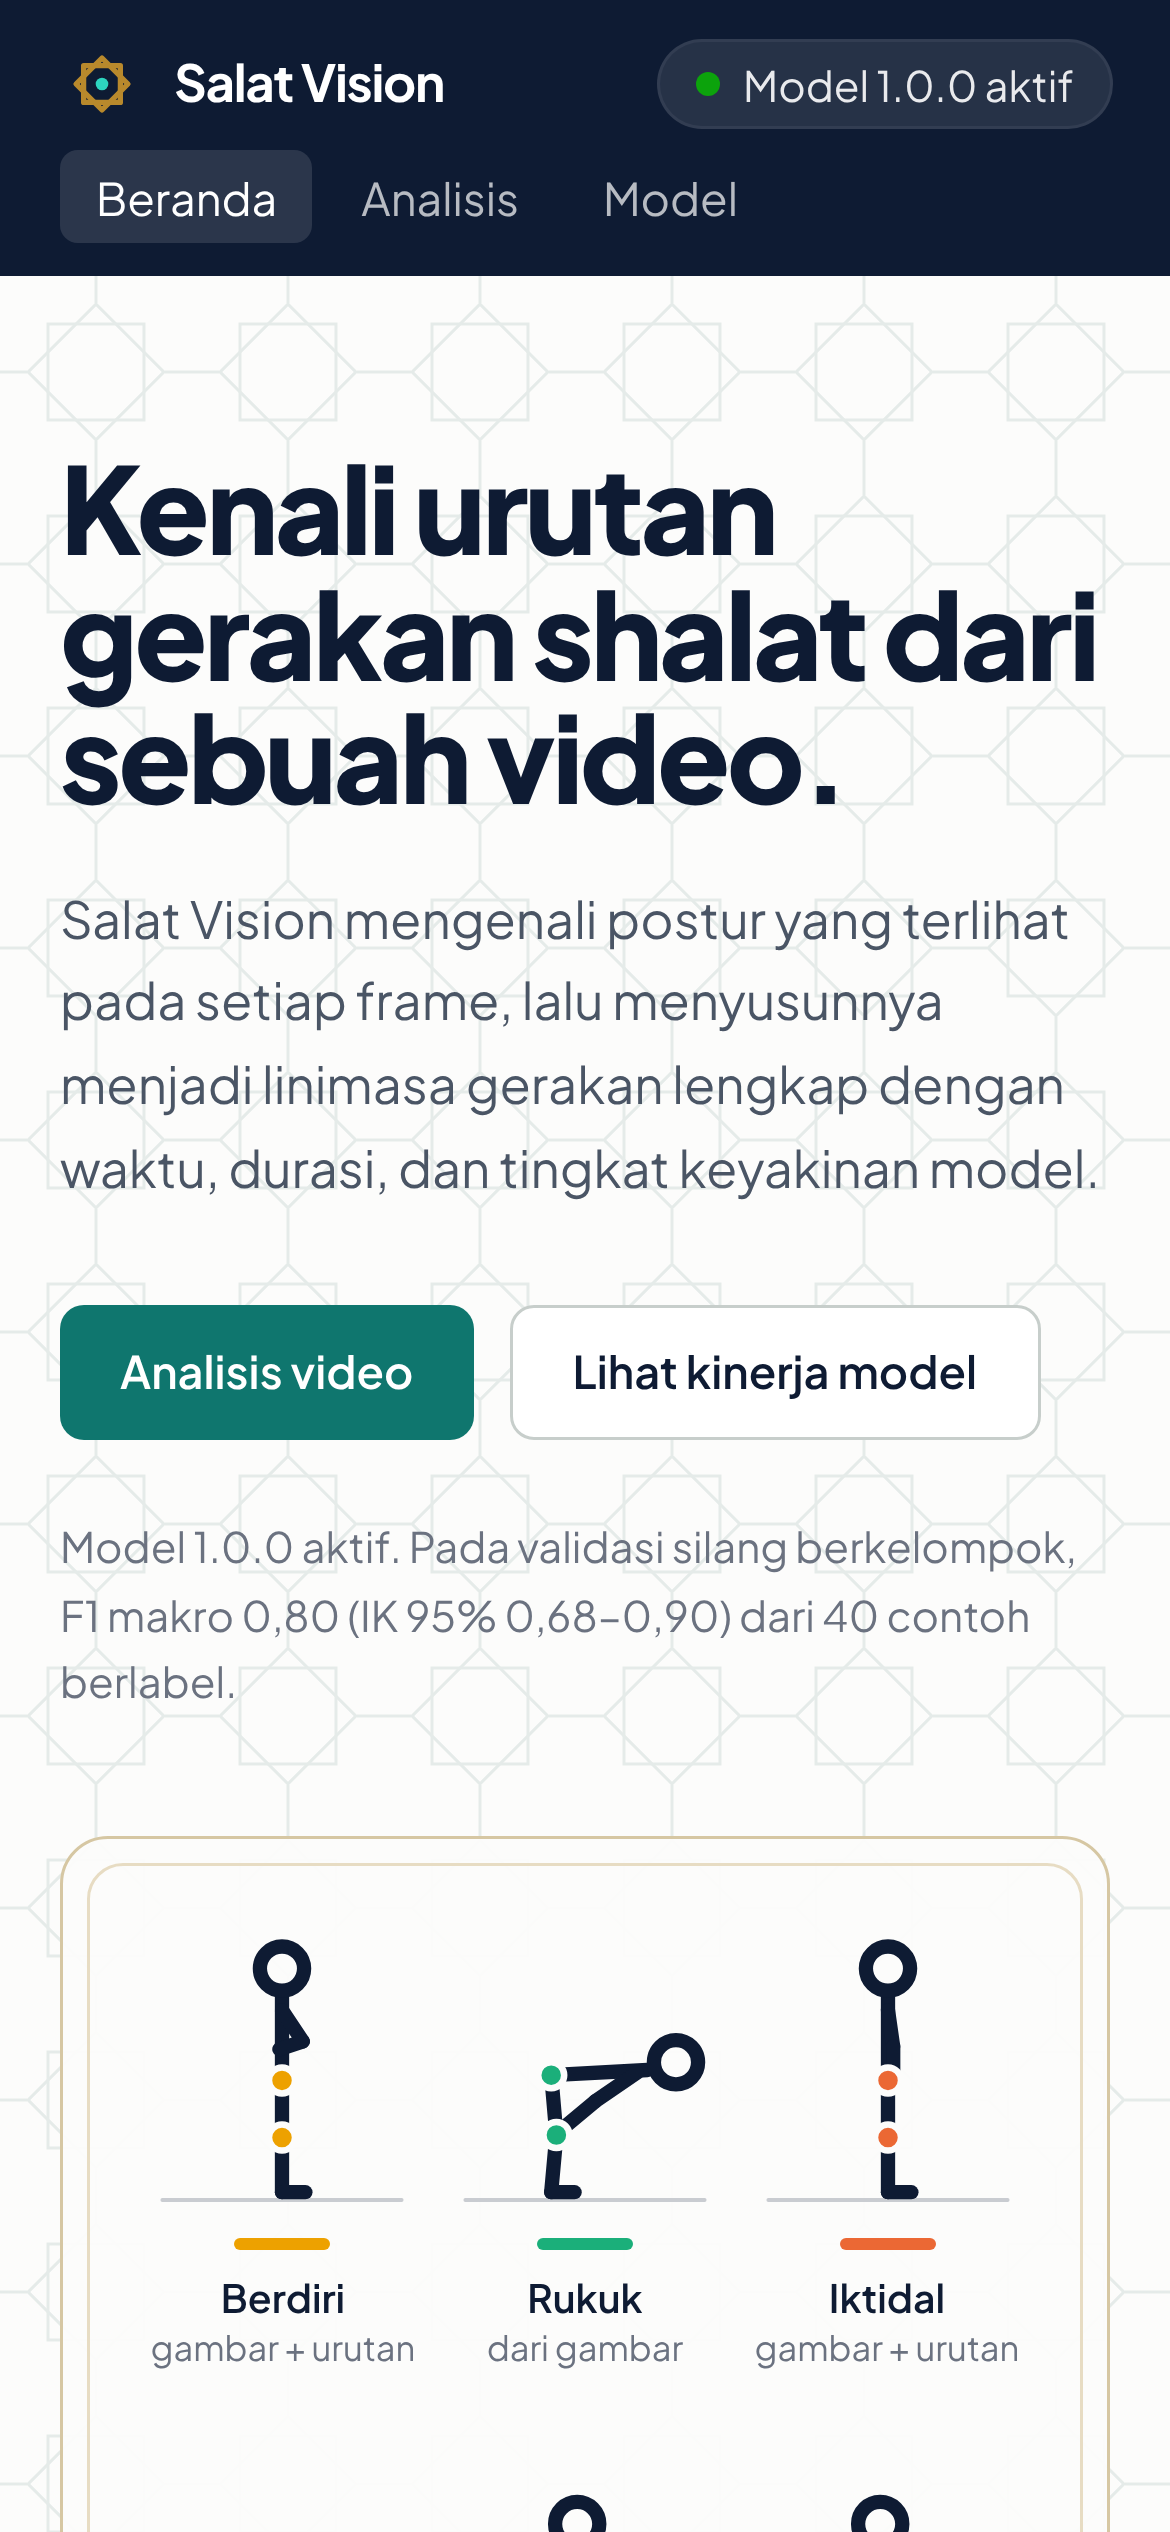 Salat Vision
Model 1.0.0 aktif
Beranda
Analisis
Model
Kenali urutan
gerakan shalat dari
sebuah video.
Salat Vision mengenali postur yang terlihat
pada setiap frame, lalu menyusunnya
menjadi linimasa gerakan lengkap dengan
waktu, durasi, dan tingkat keyakinan model.
Analisis video
Lihat kinerja model
Model 1.0.0 aktif. Pada validasi silang berkelompok,
F1 makro 0,80 (IK 95% 0,68–0,90) dari 40 contoh
berlabel.
Berdiri
gambar + urutan
Rukuk
dari gambar
Iktidal
gambar + urutan